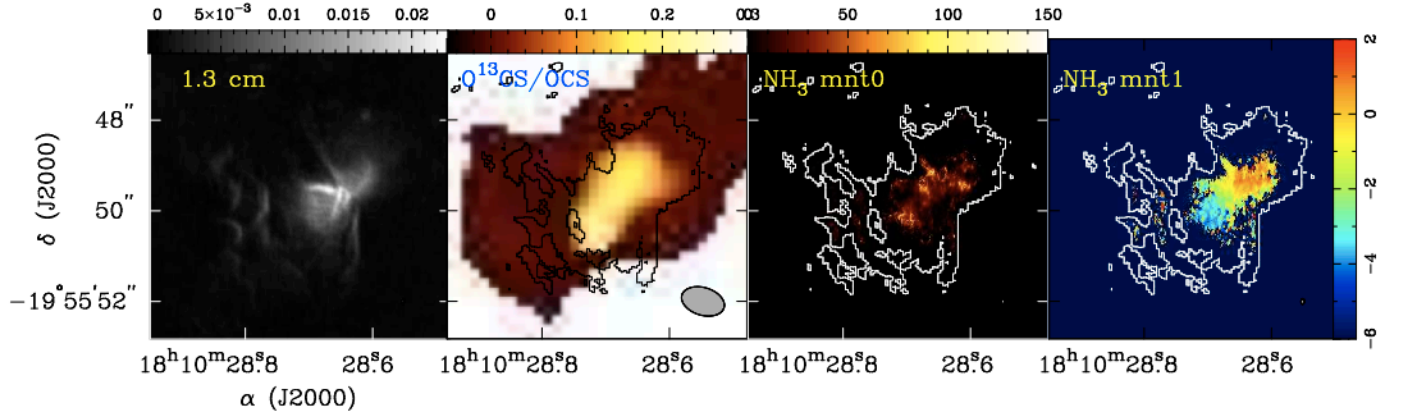 0 5×10⁻³ 0.01 0.015 0.02
0 0.1 0.2 0.3
0 50 100 150
1.3 cm
O¹³CS/OCS
NH₃ mnt0
NH₃ mnt1
2
0
−2
−4
−6
48″
50″
−19°55′52″
δ (J2000)
18ʰ10ᵐ28ˢ.8 28ˢ.6
18ʰ10ᵐ28ˢ.8 28ˢ.6
18ʰ10ᵐ28ˢ.8 28ˢ.6
18ʰ10ᵐ28ˢ.8 28ˢ.6
α (J2000)